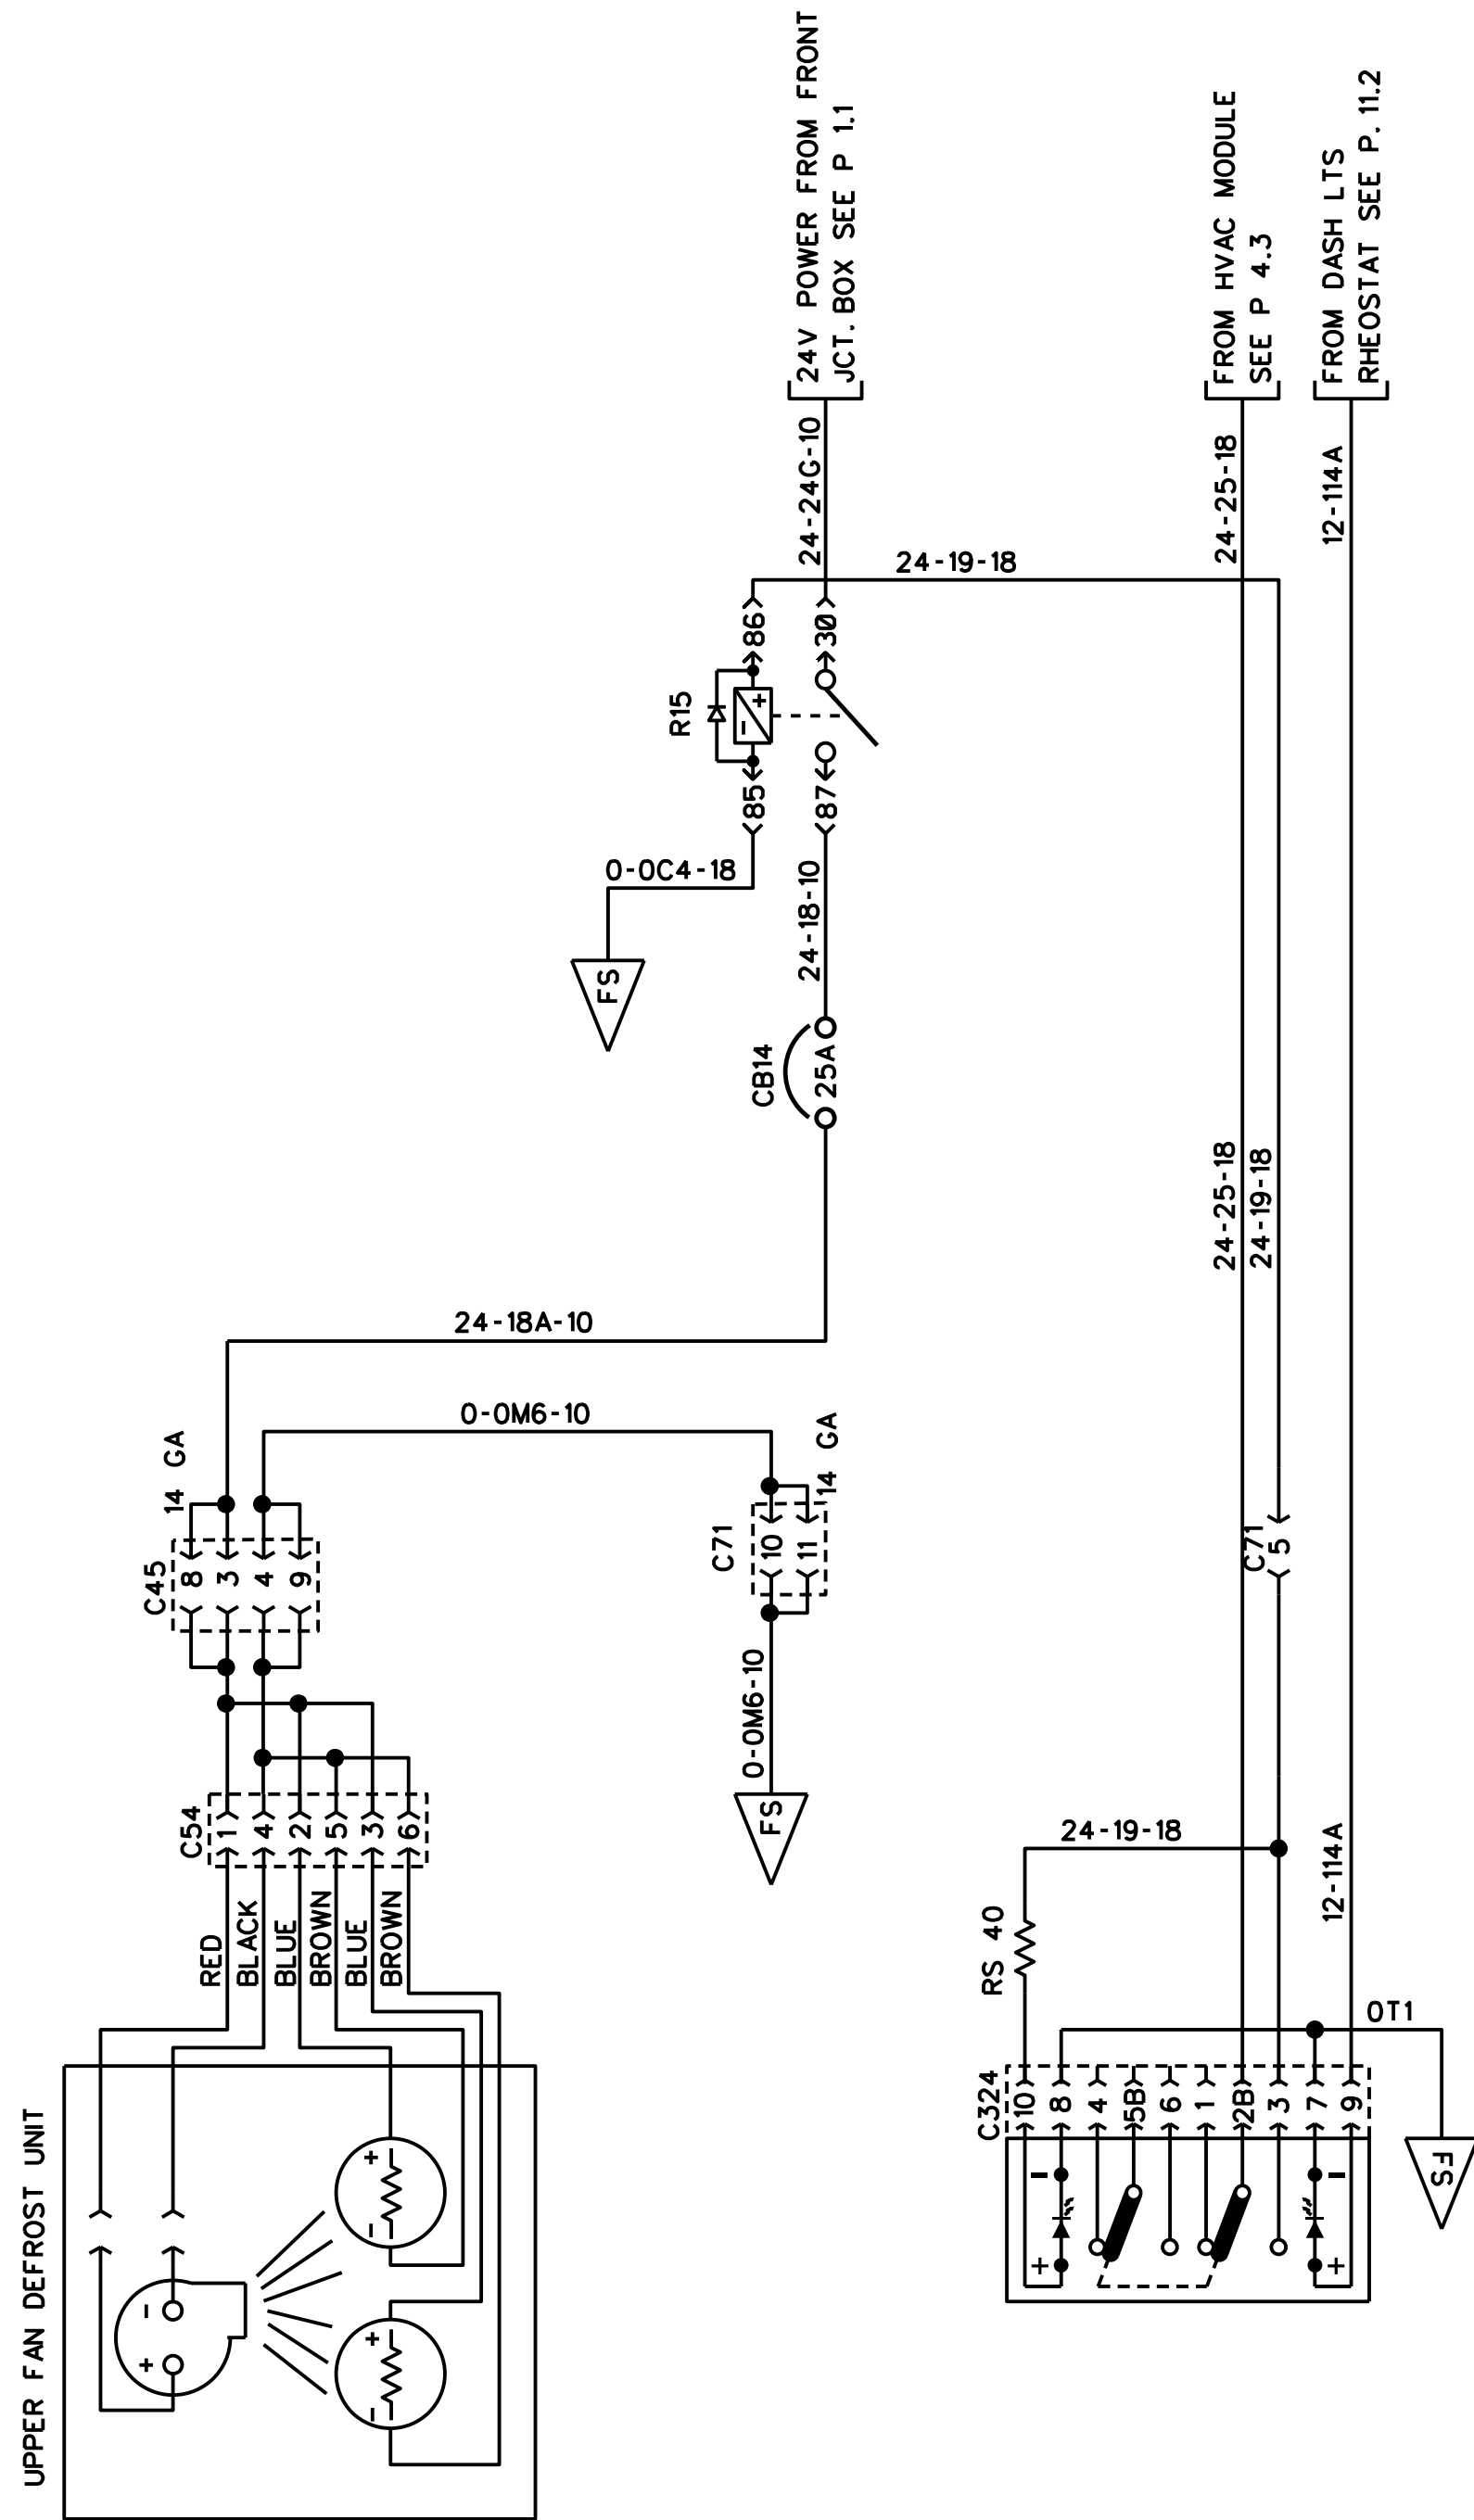 24V POWER FROM FRONT
JCT. BOX SEE P 1.1
FROM HVAC MODULE
SEE P 4.3
FROM DASH LTS
RHEOSTAT SEE P. 11.2
24-24G-10
24-25-18
12-114A
24-19-18
86
30
R15
+
-
85
87
0-0C4-18
24-18-10
FS
CB14
25A
24-25-18
24-19-18
24-18A-10
0-0M6-10
14 GA
14 GA
C45
8
3
4
9
C71
10
11
C71
5
0-0M6-10
FS
24-19-18
12-114A
C54
1
4
2
5
3
6
RED
BLACK
BLUE
BROWN
BLUE
BROWN
RS 40
0T1
C324
10
8
4
5B
6
1
2B
3
7
9
FS
UPPER FAN DEFROST UNIT
+
-
-
+
+
-
-
+
-
+